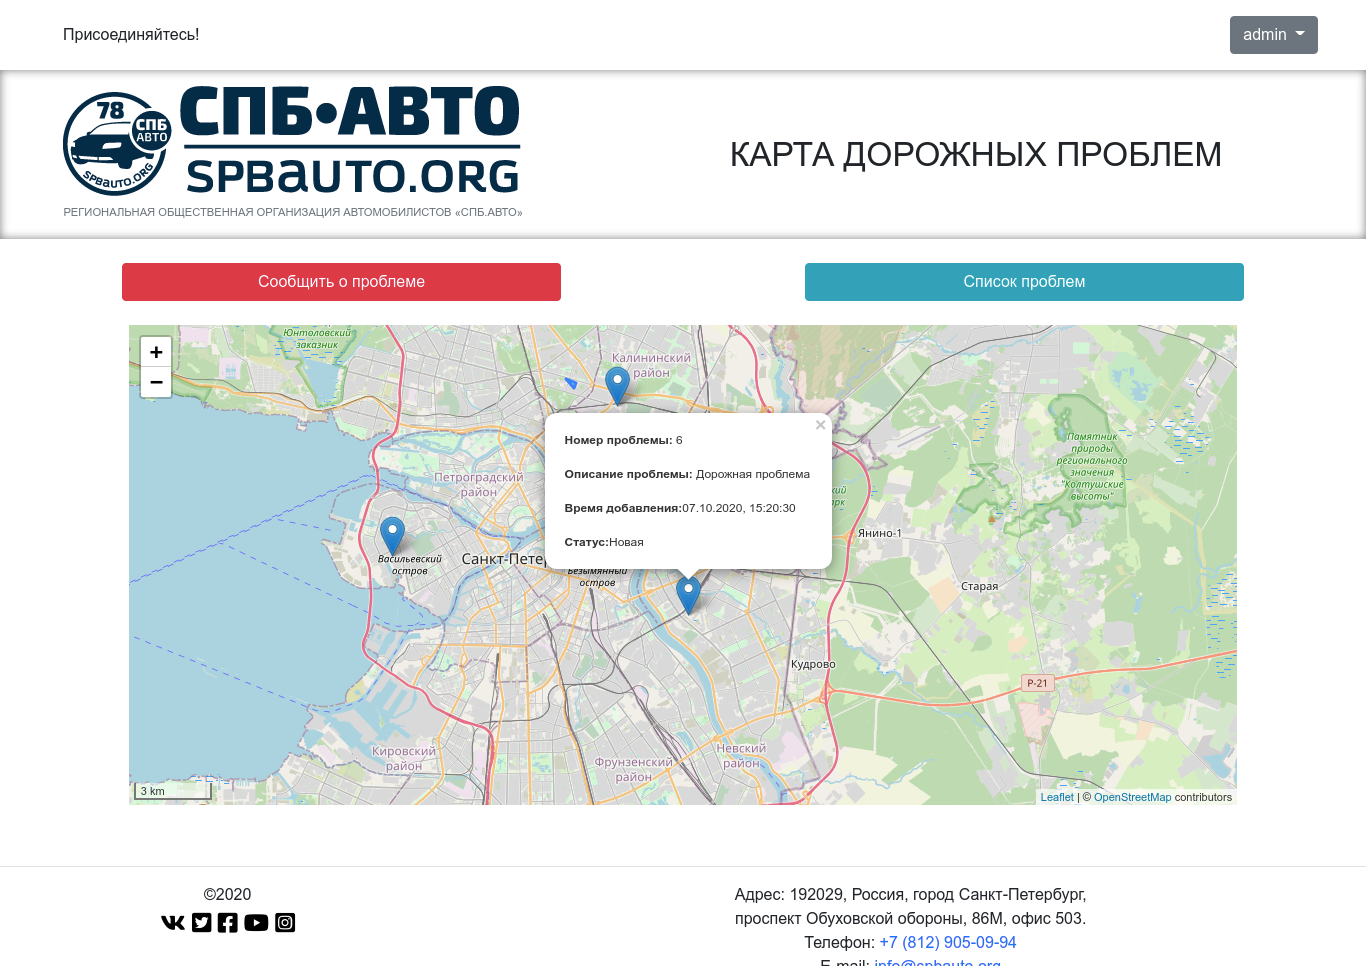 Присоединяйтесь!
admin
78
СПБ
АВТО
SPBAUTO.ORG
СПБ•АВТО
SPBAUTO.ORG
РЕГИОНАЛЬНАЯ ОБЩЕСТВЕННАЯ ОРГАНИЗАЦИЯ АВТОМОБИЛИСТОВ «СПБ.АВТО»
КАРТА ДОРОЖНЫХ ПРОБЛЕМ
Сообщить о проблеме
Список проблем
+
−
Юнтоловский
заказник
Калининский
район
×
Номер проблемы: 6
Описание проблемы: Дорожная проблема
Время добавления:07.10.2020, 15:20:30
Статус:Новая
Памятник
природы
регионального
значения
"Колтушские
высоты"
Петроградский
район
Янино-1
Васильевский
остров
Санкт-Петер
Безымянный
остров
Старая
Кудрово
Р-21
Кировский
район
Фрунзенский
район
Невский
район
3 km
Leaflet | © OpenStreetMap contributors
©2020
Адрес: 192029, Россия, город Санкт-Петербург,
проспект Обуховской обороны, 86М, офис 503.
Телефон: +7 (812) 905-09-94
E-mail: info@spbauto.org